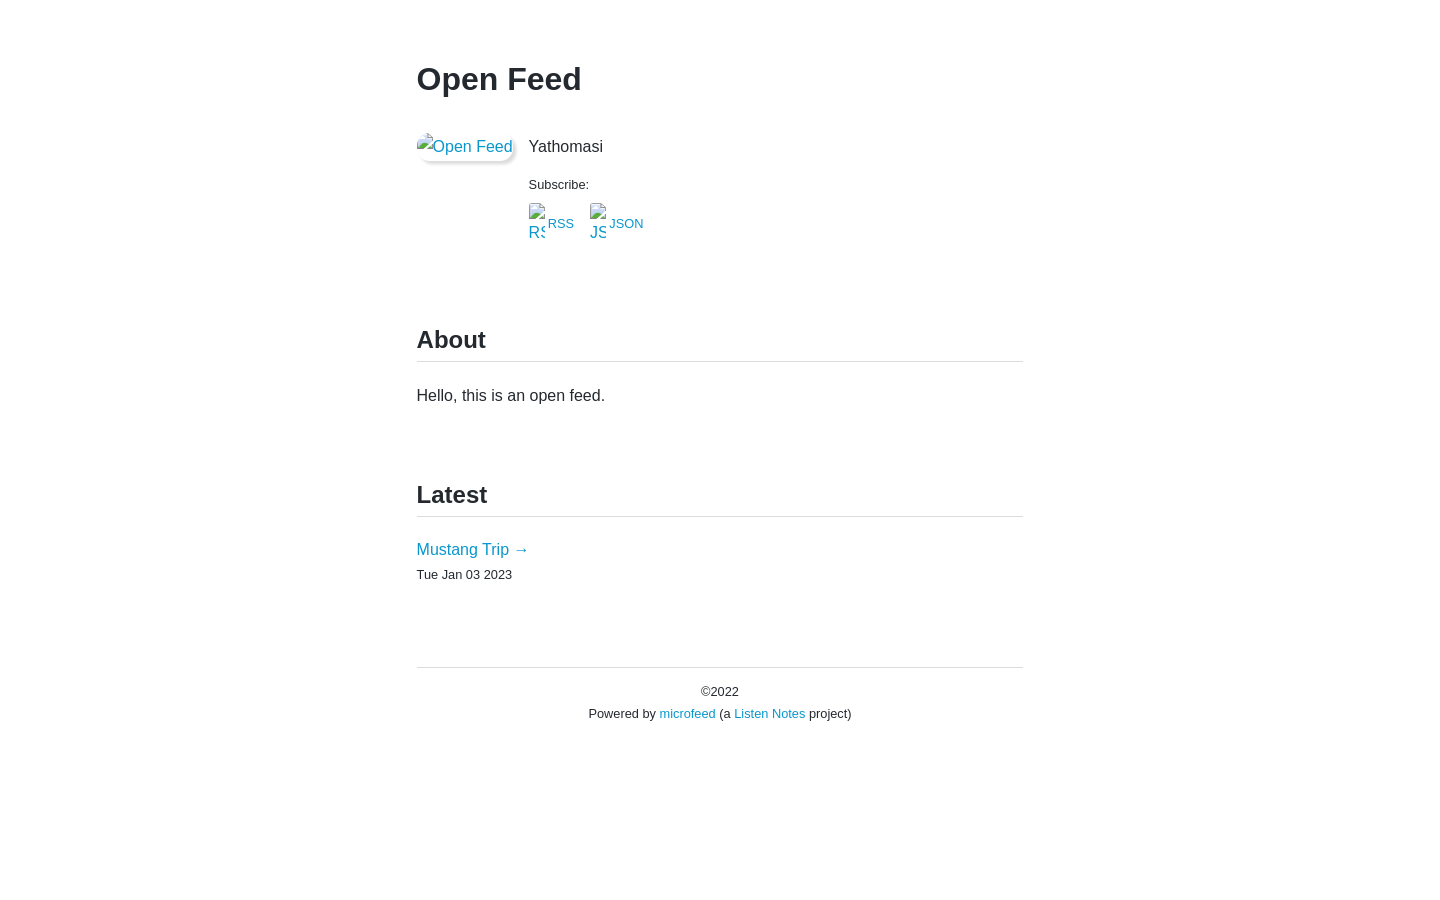 Open Feed
Open Feed
Yathomasi
Subscribe:
RS RSS JS JSON
About
Hello, this is an open feed.
Latest
Mustang Trip →
Tue Jan 03 2023
©2022
Powered by microfeed (a Listen Notes project)